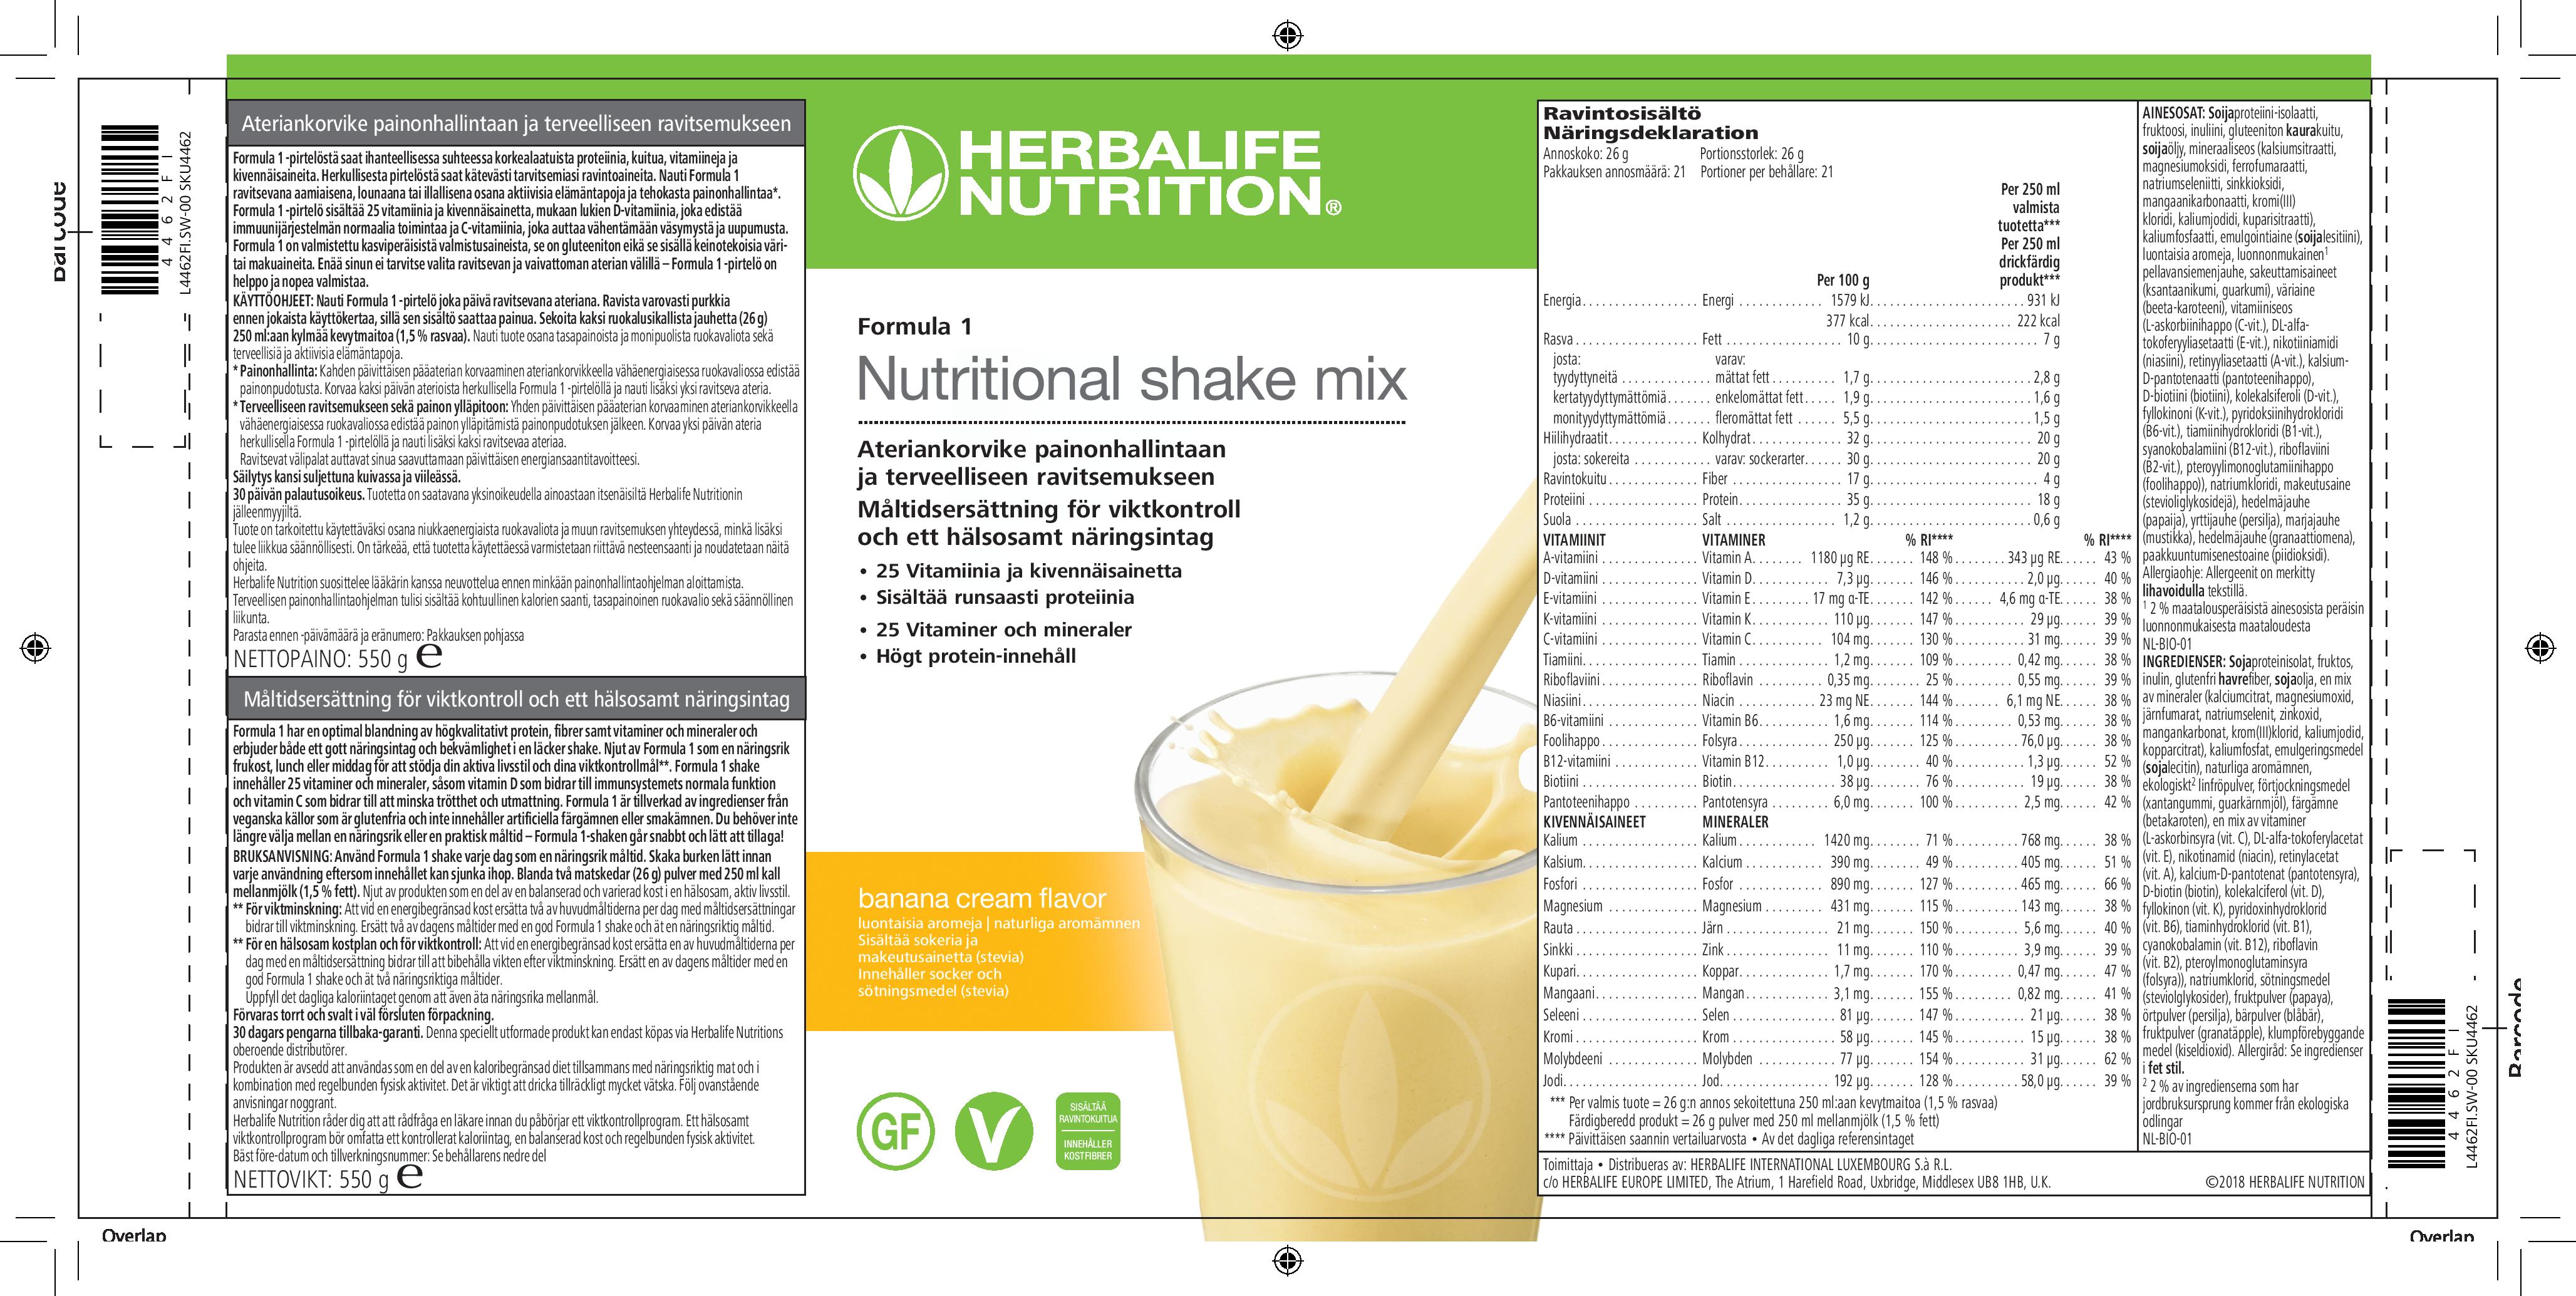 Barcode
4 4 6 2 F I
L4462FI.SW-00 SKU4462
Overlap
Ateriankorvike painonhallintaan ja terveelliseen ravitsemukseen
Formula 1 -pirtelöstä saat ihanteellisessa suhteessa korkealaatuista proteiinia, kuitua, vitamiineja ja
kivennäisaineita. Herkullisesta pirtelöstä saat kätevästi tarvitsemiasi ravintoaineita. Nauti Formula 1
ravitsevana aamiaisena, lounaana tai illallisena osana aktiivisia elämäntapoja ja tehokasta painonhallintaa*.
Formula 1 -pirtelö sisältää 25 vitamiinia ja kivennäisainetta, mukaan lukien D-vitamiinia, joka edistää
immuunijärjestelmän normaalia toimintaa ja C-vitamiinia, joka auttaa vähentämään väsymystä ja uupumusta.
Formula 1 on valmistettu kasviperäisistä valmistusaineista, se on gluteeniton eikä se sisällä keinotekoisia väri-
tai makuaineita. Enää sinun ei tarvitse valita ravitsevan ja vaivattoman aterian välillä – Formula 1 -pirtelö on
helppo ja nopea valmistaa.
KÄYTTÖOHJEET: Nauti Formula 1 -pirtelö joka päivä ravitsevana ateriana. Ravista varovasti purkkia
ennen jokaista käyttökertaa, sillä sen sisältö saattaa painua. Sekoita kaksi ruokalusikallista jauhetta (26 g)
250 ml:aan kylmää kevytmaitoa (1,5 % rasvaa). Nauti tuote osana tasapainoista ja monipuolista ruokavaliota sekä
terveellisiä ja aktiivisia elämäntapoja.
* Painonhallinta: Kahden päivittäisen pääaterian korvaaminen ateriankorvikkeella vähäenergiaisessa ruokavaliossa edistää
painonpudotusta. Korvaa kaksi päivän aterioista herkullisella Formula 1 -pirtelöllä ja nauti lisäksi yksi ravitseva ateria.
* Terveelliseen ravitsemukseen sekä painon ylläpitoon: Yhden päivittäisen pääaterian korvaaminen ateriankorvikkeella
vähäenergiaisessa ruokavaliossa edistää painon ylläpitämistä painonpudotuksen jälkeen. Korvaa yksi päivän ateria
herkullisella Formula 1 -pirtelöllä ja nauti lisäksi kaksi ravitsevaa ateriaa.
Ravitsevat välipalat auttavat sinua saavuttamaan päivittäisen energiansaantitavoitteesi.
Säilytys kansi suljettuna kuivassa ja viileässä.
30 päivän palautusoikeus. Tuotetta on saatavana yksinoikeudella ainoastaan itsenäisiltä Herbalife Nutritionin
jälleenmyyjiltä.
Tuote on tarkoitettu käytettäväksi osana niukkaenergiaista ruokavaliota ja muun ravitsemuksen yhteydessä, minkä lisäksi
tulee liikkua säännöllisesti. On tärkeää, että tuotetta käytettäessä varmistetaan riittävä nesteensaanti ja noudatetaan näitä
ohjeita.
Herbalife Nutrition suosittelee lääkärin kanssa neuvottelua ennen minkään painonhallintaohjelman aloittamista.
Terveellisen painonhallintaohjelman tulisi sisältää kohtuullinen kalorien saanti, tasapainoinen ruokavalio sekä säännöllinen
liikunta.
Parasta ennen -päivämäärä ja eränumero: Pakkauksen pohjassa
NETTOPAINO: 550 g e
Måltidsersättning för viktkontroll och ett hälsosamt näringsintag
Formula 1 har en optimal blandning av högkvalitativt protein, fibrer samt vitaminer och mineraler och
erbjuder både ett gott näringsintag och bekvämlighet i en läcker shake. Njut av Formula 1 som en näringsrik
frukost, lunch eller middag för att stödja din aktiva livsstil och dina viktkontrollmål**. Formula 1 shake
innehåller 25 vitaminer och mineraler, såsom vitamin D som bidrar till immunsystemets normala funktion
och vitamin C som bidrar till att minska trötthet och utmattning. Formula 1 är tillverkad av ingredienser från
veganska källor som är glutenfria och inte innehåller artificiella färgämnen eller smakämnen. Du behöver inte
längre välja mellan en näringsrik eller en praktisk måltid – Formula 1-shaken går snabbt och lätt att tillaga!
BRUKSANVISNING: Använd Formula 1 shake varje dag som en näringsrik måltid. Skaka burken lätt innan
varje användning eftersom innehållet kan sjunka ihop. Blanda två matskedar (26 g) pulver med 250 ml kall
mellanmjölk (1,5 % fett). Njut av produkten som en del av en balanserad och varierad kost i en hälsosam, aktiv livsstil.
** För viktminskning: Att vid en energibegränsad kost ersätta två av huvudmåltiderna per dag med måltidsersättningar
bidrar till viktminskning. Ersätt två av dagens måltider med en god Formula 1 shake och ät en näringsriktig måltid.
** För en hälsosam kostplan och för viktkontroll: Att vid en energibegränsad kost ersätta en av huvudmåltiderna per
dag med en måltidsersättning bidrar till att bibehålla vikten efter viktminskning. Ersätt en av dagens måltider med en
god Formula 1 shake och ät två näringsriktiga måltider.
Uppfyll det dagliga kaloriintaget genom att även äta näringsrika mellanmål.
Förvaras torrt och svalt i väl försluten förpackning.
30 dagars pengarna tillbaka-garanti. Denna speciellt utformade produkt kan endast köpas via Herbalife Nutritions
oberoende distributörer.
Produkten är avsedd att användas som en del av en kaloribegränsad diet tillsammans med näringsriktig mat och i
kombination med regelbunden fysisk aktivitet. Det är viktigt att dricka tillräckligt mycket vätska. Följ ovanstående
anvisningar noggrant.
Herbalife Nutrition råder dig att att rådfråga en läkare innan du påbörjar ett viktkontrollprogram. Ett hälsosamt
viktkontrollprogram bör omfatta ett kontrollerat kaloriintag, en balanserad kost och regelbunden fysisk aktivitet.
Bäst före-datum och tillverkningsnummer: Se behållarens nedre del
NETTOVIKT: 550 g e
HERBALIFE
NUTRITION®
Formula 1
Nutritional shake mix
Ateriankorvike painonhallintaan
ja terveelliseen ravitsemukseen
Måltidsersättning för viktkontroll
och ett hälsosamt näringsintag
• 25 Vitamiinia ja kivennäisainetta
• Sisältää runsaasti proteiinia
• 25 Vitaminer och mineraler
• Högt protein-innehåll
banana cream flavor
luontaisia aromeja | naturliga aromämnen
Sisältää sokeria ja
makeutusainetta (stevia)
Innehåller socker och
sötningsmedel (stevia)
GF
V
SISÄLTÄÄ
RAVINTOKUITUA
INNEHÅLLER
KOSTFIBRER
Ravintosisältö
Näringsdeklaration
Annoskoko: 26 g Portionsstorlek: 26 g
Pakkauksen annosmäärä: 21 Portioner per behållare: 21
Per 250 ml
valmista
tuotetta***
Per 250 ml
drickfärdig
Per 100 g produkt***
Energia Energi 1579 kJ 931 kJ
377 kcal 222 kcal
Rasva Fett 10 g 7 g
josta: varav:
tyydyttyneitä mättat fett 1,7 g 2,8 g
kertatyydyttymättömiä enkelomättat fett 1,9 g 1,6 g
monityydyttymättömiä fleromättat fett 5,5 g 1,5 g
Hiilihydraatit Kolhydrat 32 g 20 g
josta: sokereita varav: sockerarter 30 g 20 g
Ravintokuitu Fiber 17 g 4 g
Proteiini Protein 35 g 18 g
Suola Salt 1,2 g 0,6 g
VITAMIINIT VITAMINER % RI**** % RI****
A-vitamiini Vitamin A 1180 µg RE 148 % 343 µg RE 43 %
D-vitamiini Vitamin D 7,3 µg 146 % 2,0 µg 40 %
E-vitamiini Vitamin E 17 mg α-TE 142 % 4,6 mg α-TE 38 %
K-vitamiini Vitamin K 110 µg 147 % 29 µg 39 %
C-vitamiini Vitamin C 104 mg 130 % 31 mg 39 %
Tiamiini Tiamin 1,2 mg 109 % 0,42 mg 38 %
Riboflaviini Riboflavin 0,35 mg 25 % 0,55 mg 39 %
Niasiini Niacin 23 mg NE 144 % 6,1 mg NE 38 %
B6-vitamiini Vitamin B6 1,6 mg 114 % 0,53 mg 38 %
Foolihappo Folsyra 250 µg 125 % 76,0 µg 38 %
B12-vitamiini Vitamin B12 1,0 µg 40 % 1,3 µg 52 %
Biotiini Biotin 38 µg 76 % 19 µg 38 %
Pantoteenihappo Pantotensyra 6,0 mg 100 % 2,5 mg 42 %
KIVENNÄISAINEET MINERALER
Kalium Kalium 1420 mg 71 % 768 mg 38 %
Kalsium Kalcium 390 mg 49 % 405 mg 51 %
Fosfori Fosfor 890 mg 127 % 465 mg 66 %
Magnesium Magnesium 431 mg 115 % 143 mg 38 %
Rauta Järn 21 mg 150 % 5,6 mg 40 %
Sinkki Zink 11 mg 110 % 3,9 mg 39 %
Kupari Koppar 1,7 mg 170 % 0,47 mg 47 %
Mangaani Mangan 3,1 mg 155 % 0,82 mg 41 %
Seleeni Selen 81 µg 147 % 21 µg 38 %
Kromi Krom 58 µg 145 % 15 µg 38 %
Molybdeeni Molybden 77 µg 154 % 31 µg 62 %
Jodi Jod 192 µg 128 % 58,0 µg 39 %
*** Per valmis tuote = 26 g:n annos sekoitettuna 250 ml:aan kevytmaitoa (1,5 % rasvaa)
Färdigberedd produkt = 26 g pulver med 250 ml mellanmjölk (1,5 % fett)
**** Päivittäisen saannin vertailuarvosta • Av det dagliga referensintaget
AINESOSAT: Soijaproteiini-isolaatti,
fruktoosi, inuliini, gluteeniton kaurakuitu,
soijaöljy, mineraaliseos (kalsiumsitraatti,
magnesiumoksidi, ferrofumaraatti,
natriumseleniitti, sinkkioksidi,
mangaanikarbonaatti, kromi(III)
kloridi, kaliumjodidi, kuparisitraatti),
kaliumfosfaatti, emulgointiaine (soijalesitiini),
luontaisia aromeja, luonnonmukainen1
pellavansiemenjauhe, sakeuttamisaineet
(ksantaanikumi, guarkumi), väriaine
(beeta-karoteeni), vitamiiniseos
(L-askorbiinihappo (C-vit.), DL-alfa-
tokoferyyliasetaatti (E-vit.), nikotiiniamidi
(niasiini), retinyyliasetaatti (A-vit.), kalsium-
D-pantotenaatti (pantoteenihappo),
D-biotiini (biotiini), kolekalsiferoli (D-vit.),
fyllokinoni (K-vit.), pyridoksiinihydrokloridi
(B6-vit.), tiamiinihydrokloridi (B1-vit.),
syanokobalamiini (B12-vit.), riboflaviini
(B2-vit.), pteroyylimonoglutamiinihappo
(foolihappo)), natriumkloridi, makeutusaine
(stevioliglykosidejä), hedelmäjauhe
(papaija), yrttijauhe (persilja), marjajauhe
(mustikka), hedelmäjauhe (granaattiomena),
paakkuuntumisenestoaine (piidioksidi).
Allergiaohje: Allergeenit on merkitty
lihavoidulla tekstillä.
1 2 % maatalousperäisistä ainesosista peräisin
luonnonmukaisesta maataloudesta
NL-BIO-01
INGREDIENSER: Sojaproteinisolat, fruktos,
inulin, glutenfri havrefiber, sojaolja, en mix
av mineraler (kalciumcitrat, magnesiumoxid,
järnfumarat, natriumselenit, zinkoxid,
mangankarbonat, krom(III)klorid, kaliumjodid,
kopparcitrat), kaliumfosfat, emulgeringsmedel
(sojalecitin), naturliga aromämnen,
ekologiskt2 linfröpulver, förtjockningsmedel
(xantangummi, guarkärnmjöl), färgämne
(betakaroten), en mix av vitaminer
(L-askorbinsyra (vit. C), DL-alfa-tokoferylacetat
(vit. E), nikotinamid (niacin), retinylacetat
(vit. A), kalcium-D-pantotenat (pantotensyra),
D-biotin (biotin), kolekalciferol (vit. D),
fyllokinon (vit. K), pyridoxinhydroklorid
(vit. B6), tiaminhydroklorid (vit. B1),
cyanokobalamin (vit. B12), riboflavin
(vit. B2), pteroylmonoglutaminsyra
(folsyra)), natriumklorid, sötningsmedel
(steviolglykosider), fruktpulver (papaya),
örtpulver (persilja), bärpulver (blåbär),
fruktpulver (granatäpple), klumpförebyggande
medel (kiseldioxid). Allergiråd: Se ingredienser
i fet stil.
2 2 % av ingredienserna som har
jordbruksursprung kommer från ekologiska
odlingar
NL-BIO-01
Toimittaja • Distribueras av: HERBALIFE INTERNATIONAL LUXEMBOURG S.à R.L.
c/o HERBALIFE EUROPE LIMITED, The Atrium, 1 Harefield Road, Uxbridge, Middlesex UB8 1HB, U.K. ©2018 HERBALIFE NUTRITION
4 4 6 2 F I
L4462FI.SW-00 SKU4462
Barcode
Overlap